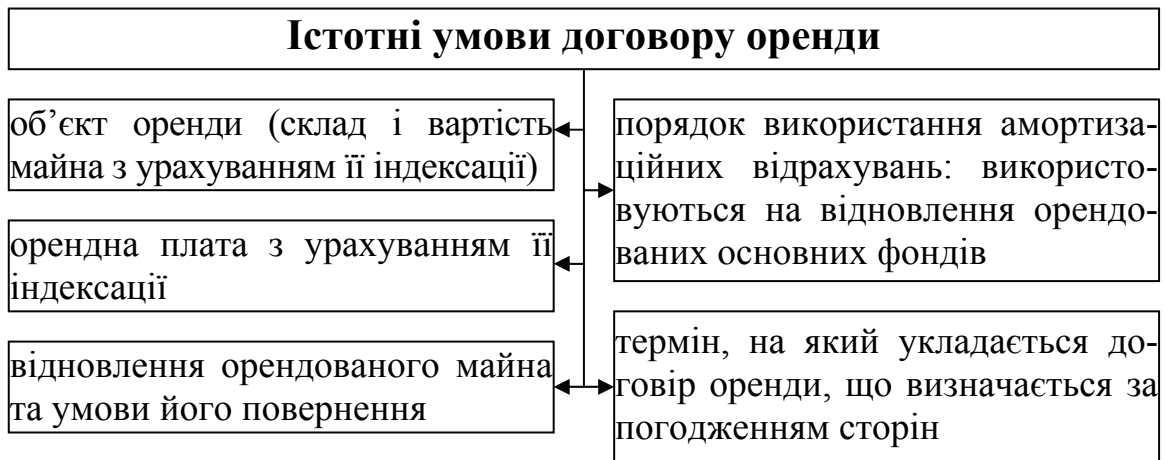 Істотні умови договору оренди
об’єкт оренди (склад і вартість
майна з урахуванням її індексації)
орендна плата з урахуванням її
індексації
відновлення орендованого майна
та умови його повернення
порядок використання амортиза-
ційних відрахувань: використо-
вуються на відновлення орендо-
ваних основних фондів
термін, на який укладається до-
говір оренди, що визначається за
погодженням сторін